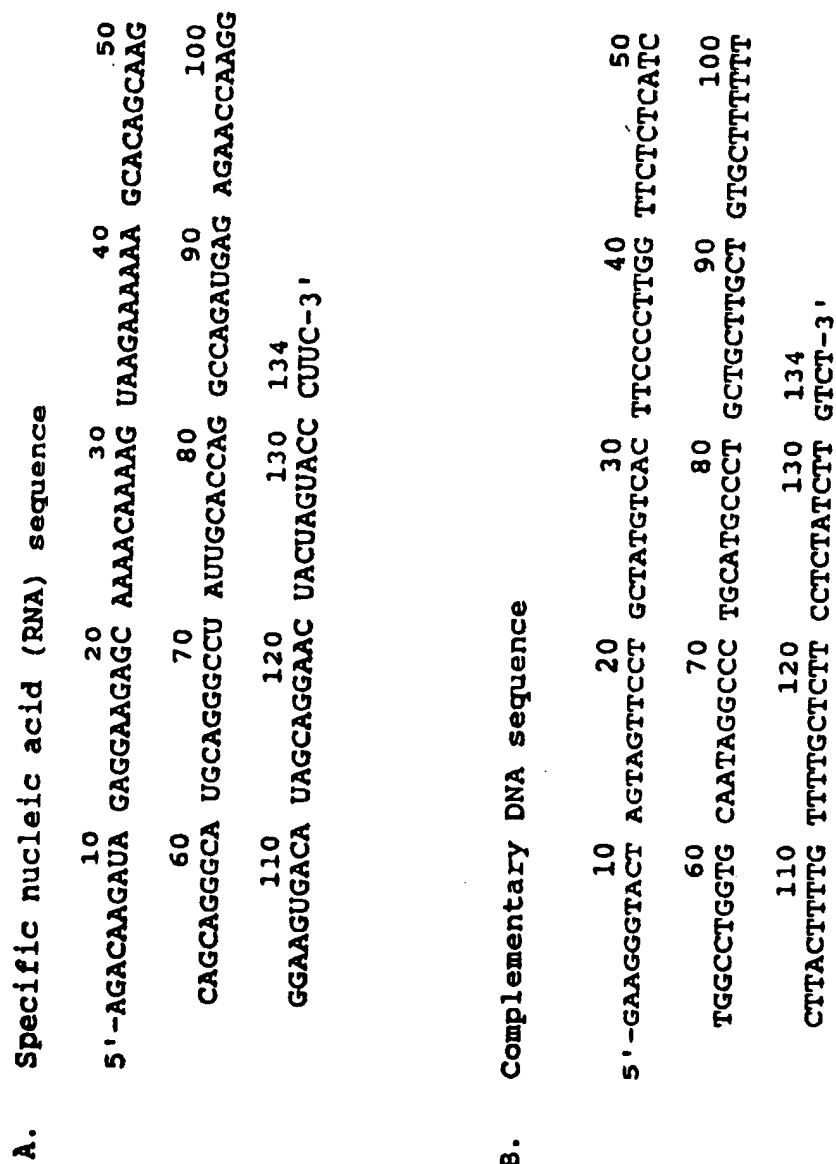 A. Specific nucleic acid (RNA) sequence
10 20 30 40 50
5'-AGACAAGAUA GAGGAAGAGC AAAACAAAAG UAAGAAAAAA GCACAGCAAG
60 70 80 90 100
CAGCAGGGCA UGCAGGGCCU AUUGCACCAG GCCAGAUGAG AGAACCAAGG
110 120 130 134
GGAAGUGACA UAGCAGGAAC UACUAGUACC CUUC-3'
B. Complementary DNA sequence
10 20 30 40 50
5'-GAAGGGTACT AGTAGTTCCT GCTATGTCAC TTCCCCTTGG TTCTCTCATC
60 70 80 90 100
TGGCCTGGTG CAATAGGCCC TGCATGCCCT GCTGCTTGCT GTGCTTTTTT
110 120 130 134
CTTACTTTTG TTTTGCTCTT CCTCTATCTT GTCT-3'